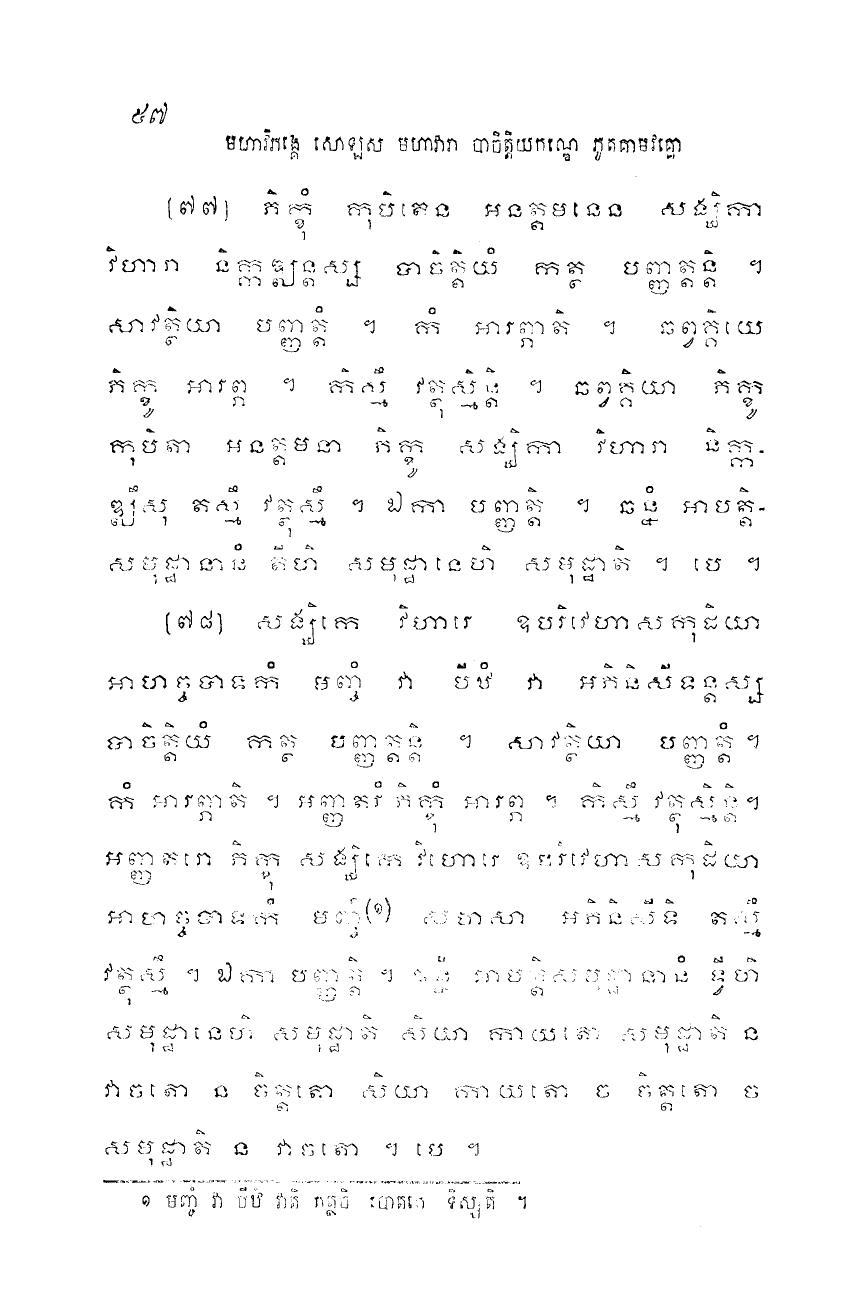 ៥៧
មហាវិភង្គេ សោឡស មហាវារា បាចិត្តិយកណ្ឌេ ភូតគាមវគ្គោ
(៧៧) ភិក្ខុំ កុបិតេន អនត្តមនេន សង្ឃិកា
វិហារា និក្កឌ្ឍន្តស្ស បាចិត្តិយំ កត្ថ បញ្ញត្តន្តិ ។
សាវត្ថិយា បញ្ញត្តំ ។ កំ អារព្ភាតិ ។ ឆព្វគ្គិយេ
ភិក្ខូ អារព្ភ ។ កិស្មឹ វត្ថុស្មិន្តិ ។ ឆព្វគ្គិយា ភិក្ខូ
កុបិតា អនត្តមនា ភិក្ខូ សង្ឃិកា វិហារា និក្ក-
ឌ្ឍឹសុ តស្មឹ វត្ថុស្មឹ ។ ឯកា បញ្ញត្តិ ។ ឆន្នំ អាបត្តិ-
សមុដ្ឋានានំ តីហិ សមុដ្ឋានេហិ សមុដ្ឋាតិ ។ បេ ។
(៧៨) សង្ឃិកេ វិហារេ ឧបរិវេហាសកុដិយា
អាហច្ចបាទកំ មញ្ចំ វា បីឋំ វា អភិនិសីទន្តស្ស
បាចិត្តិយំ កត្ថ បញ្ញត្តន្តិ ។ សាវត្ថិយា បញ្ញត្តំ ។
កំ អារព្ភាតិ ។ អញ្ញតរំ ភិក្ខុំ អារព្ភ ។ កិស្មឹ វត្ថុស្មិន្តិ ។
អញ្ញតរោ ភិក្ខុ សង្ឃិកេ វិហារេ ឧបរិវេហាសកុដិយា
អាហច្ចបាទកំ មញ្ចំ(១) សហសា អភិនិសីទិ តស្មឹ
វត្ថុស្មឹ ។ ឯកា បញ្ញត្តិ ។ ឆន្នំ អាបត្តិសមុដ្ឋានានំ ទ្វីហិ
សមុដ្ឋានេហិ សមុដ្ឋាតិ សិយា កាយតោ សមុដ្ឋាតិ ន
វាចតោ ន ចិត្តតោ សិយា កាយតោ ច ចិត្តតោ ច
សមុដ្ឋាតិ ន វាចតោ ។ បេ ។
១ មញ្ចំ វា បីឋំ វាតិ កត្ថចិ បោត្ថកេ ទិស្សតិ ។